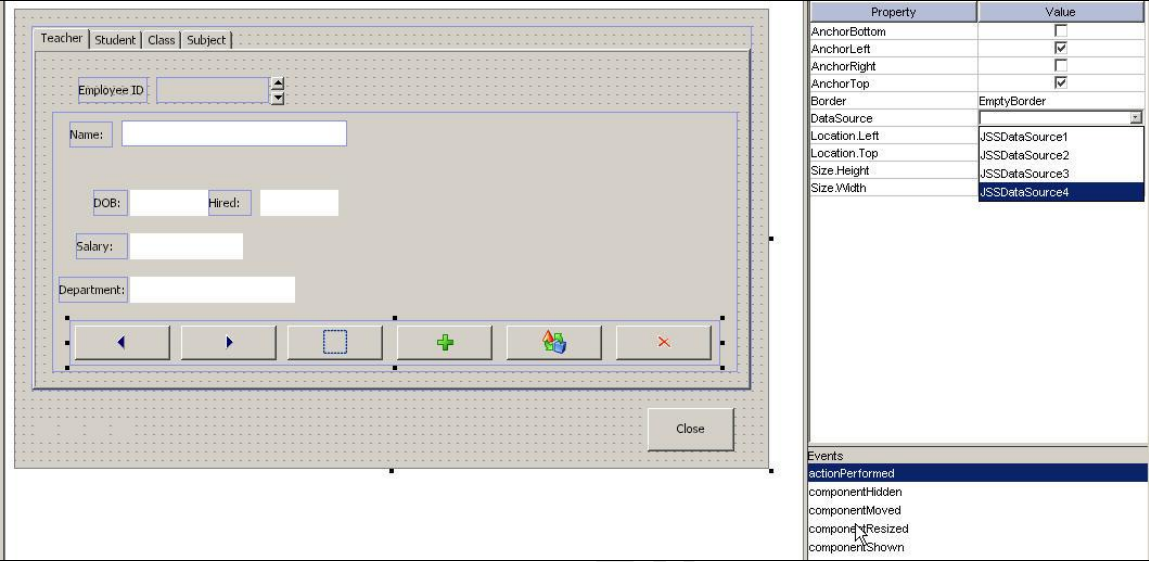 Teacher Student Class Subject
Employee ID
Name:
DOB: Hired:
Salary:
Department:
Close
Property Value
AnchorBottom
AnchorLeft
AnchorRight
AnchorTop
Border EmptyBorder
DataSource
Location.Left JSSDataSource1
Location.Top JSSDataSource2
Size.Height JSSDataSource3
Size.Width JSSDataSource4
Events
actionPerformed
componentHidden
componentMoved
componentResized
componentShown